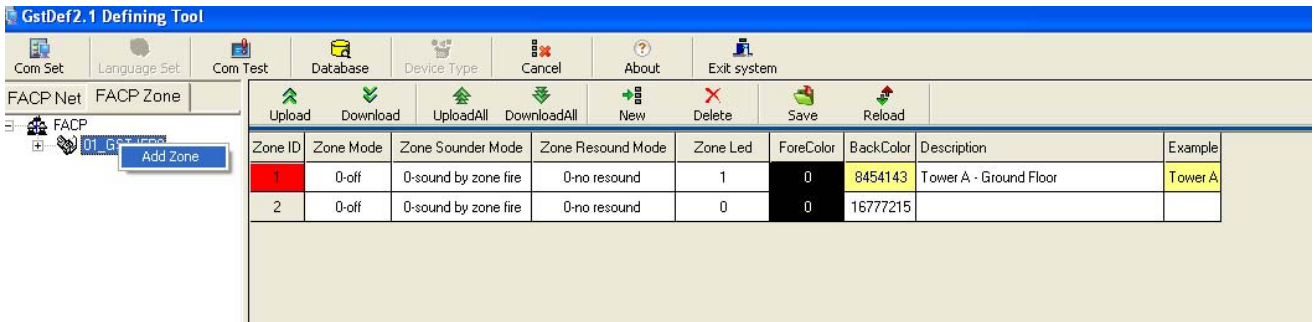 GstDef2.1 Defining Tool
Com Set Language Set Com Test Database Device Type Cancel About Exit system
FACP Net FACP Zone
Upload Download UploadAll DownloadAll New Delete Save Reload
FACP
Add Zone
Zone ID Zone Mode Zone Sounder Mode Zone Resound Mode Zone Led ForeColor BackColor Description Example
1 0-off 0-sound by zone fire 0-no resound 1 0 8454143 Tower A - Ground Floor Tower A
2 0-off 0-sound by zone fire 0-no resound 0 0 16777215